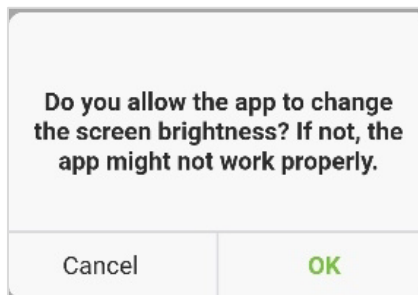 Do you allow the app to change
the screen brightness? If not, the
app might not work properly.
Cancel
OK